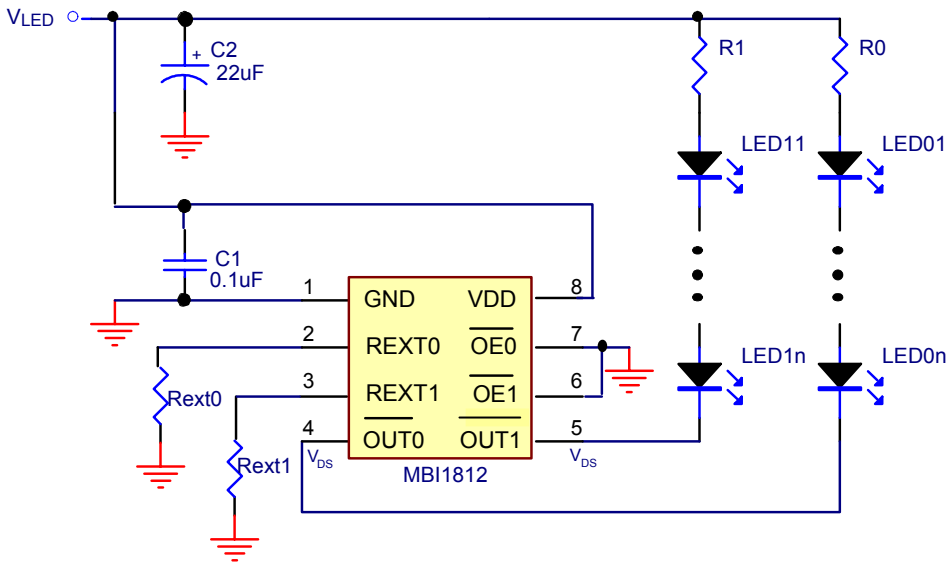 VLED
+
C2
22uF
R1
R0
LED11
LED01
C1
0.1uF
1
GND
VDD
8
2
REXT0
OE0
7
3
REXT1
OE1
6
4
OUT0
OUT1
5
VDS
VDS
MBI1812
Rext0
Rext1
LED1n
LED0n